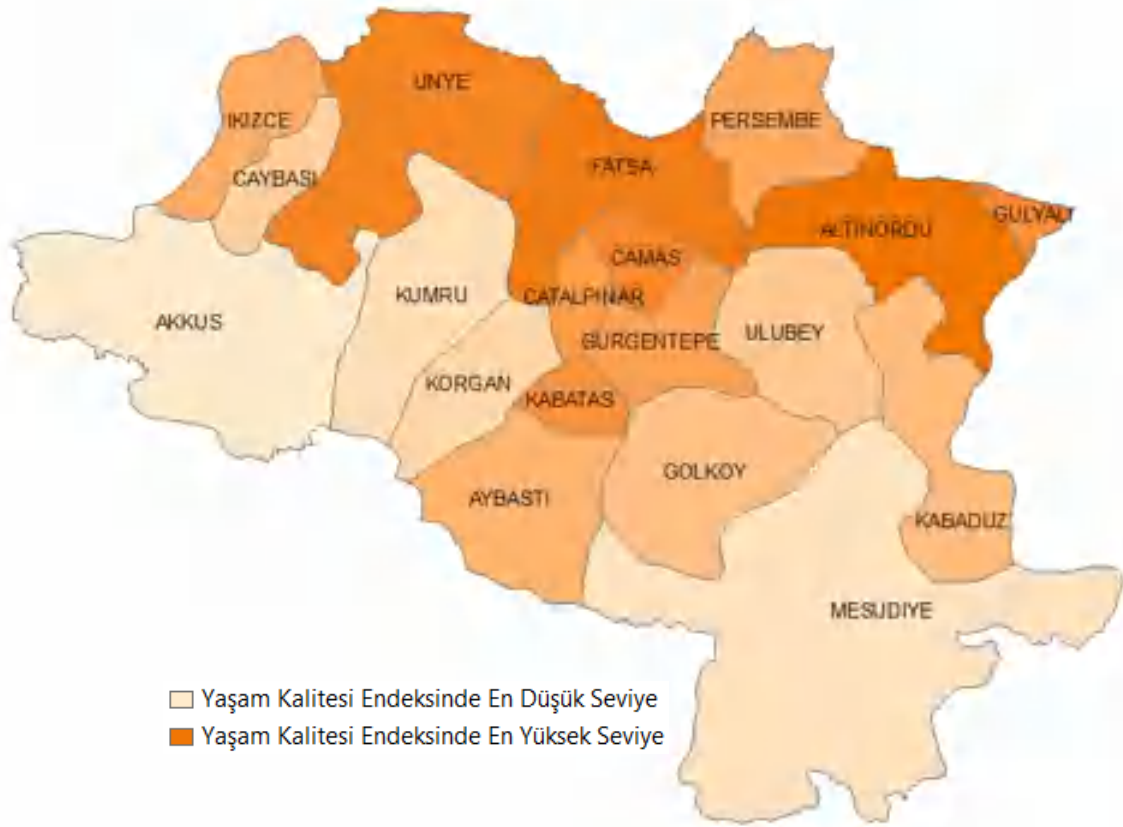 UNYE
IKIZCE
PERSEMBE
FATSA
CAYBASI
GULYALI
ALTINORDU
CAMAS
KUMRU
CATALPINAR
AKKUS
ULUBEY
GURGENTEPE
KORGAN
KABATAS
GOLKOY
AYBASTI
KABADUZ
MESUDIYE
Yaşam Kalitesi Endeksinde En Düşük Seviye
Yaşam Kalitesi Endeksinde En Yüksek Seviye